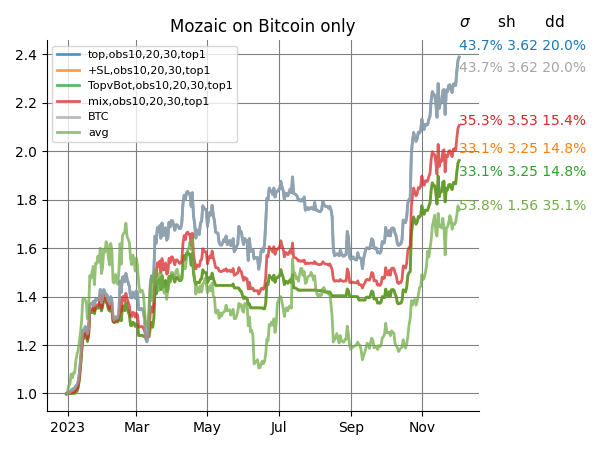 Mozaic on Bitcoin only
σ sh dd
43.7% 3.62 20.0%
43.7% 3.62 20.0%
35.3% 3.53 15.4%
33.1% 3.25 14.8%
33.1% 3.25 14.8%
53.8% 1.56 35.1%
top,obs10,20,30,top1
+SL,obs10,20,30,top1
TopvBot,obs10,20,30,top1
mix,obs10,20,30,top1
BTC
avg
2.4
2.2
2.0
1.8
1.6
1.4
1.2
1.0
2023 Mar May Jul Sep Nov